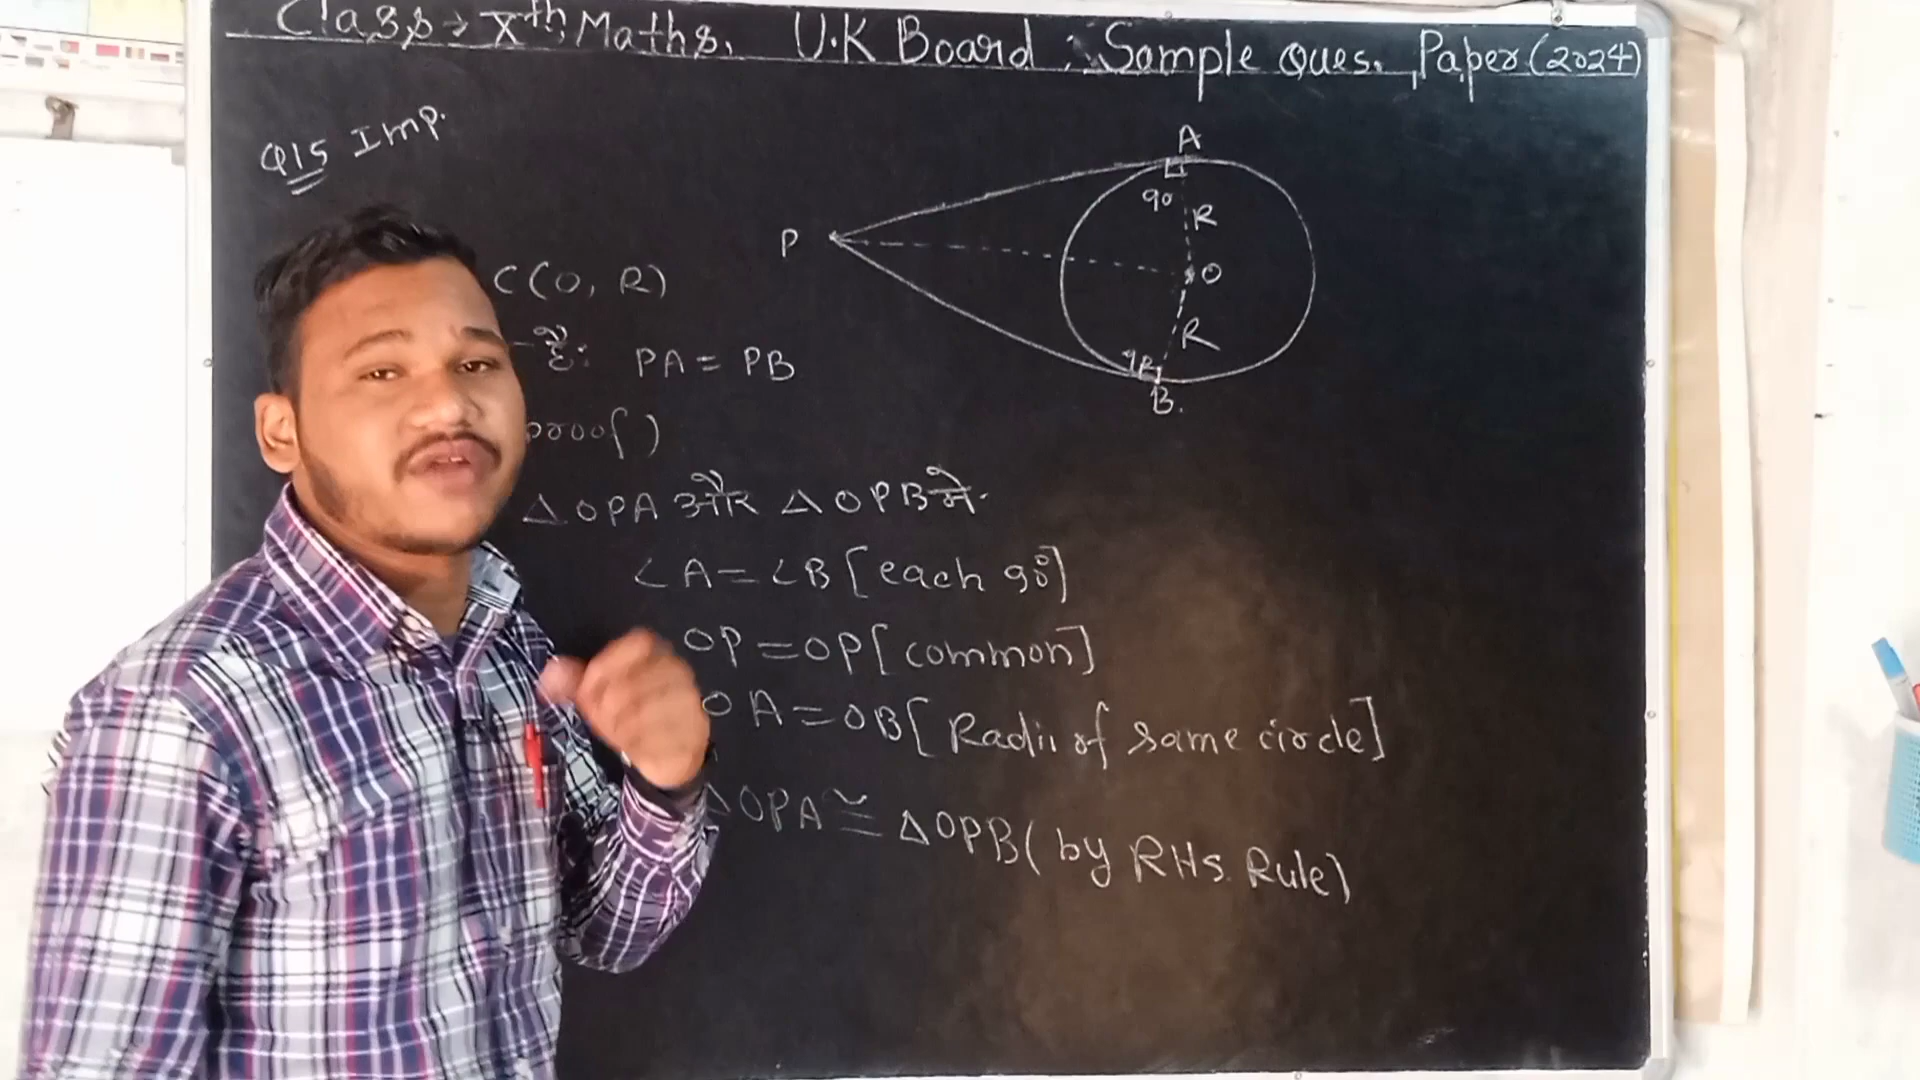 Class → Xth, Maths. U.K Board : Sample Ques. Paper (2024)
Q15 Imp.
A
90
R
P
O
R
90
B.
C(O, R)
है: PA = PB
proof)
△OPA और △OPB में.
∠A = ∠B [each 90°]
OP = OP [common]
OA = OB [Radii of same circle]
△OPA ≅ △OPB (by RHS. Rule)